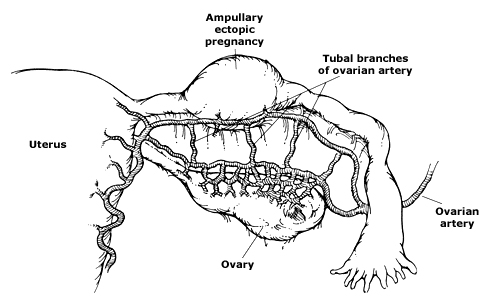 Ampullary
ectopic
pregnancy
Tubal branches
of ovarian artery
Uterus
Ovarian
artery
Ovary